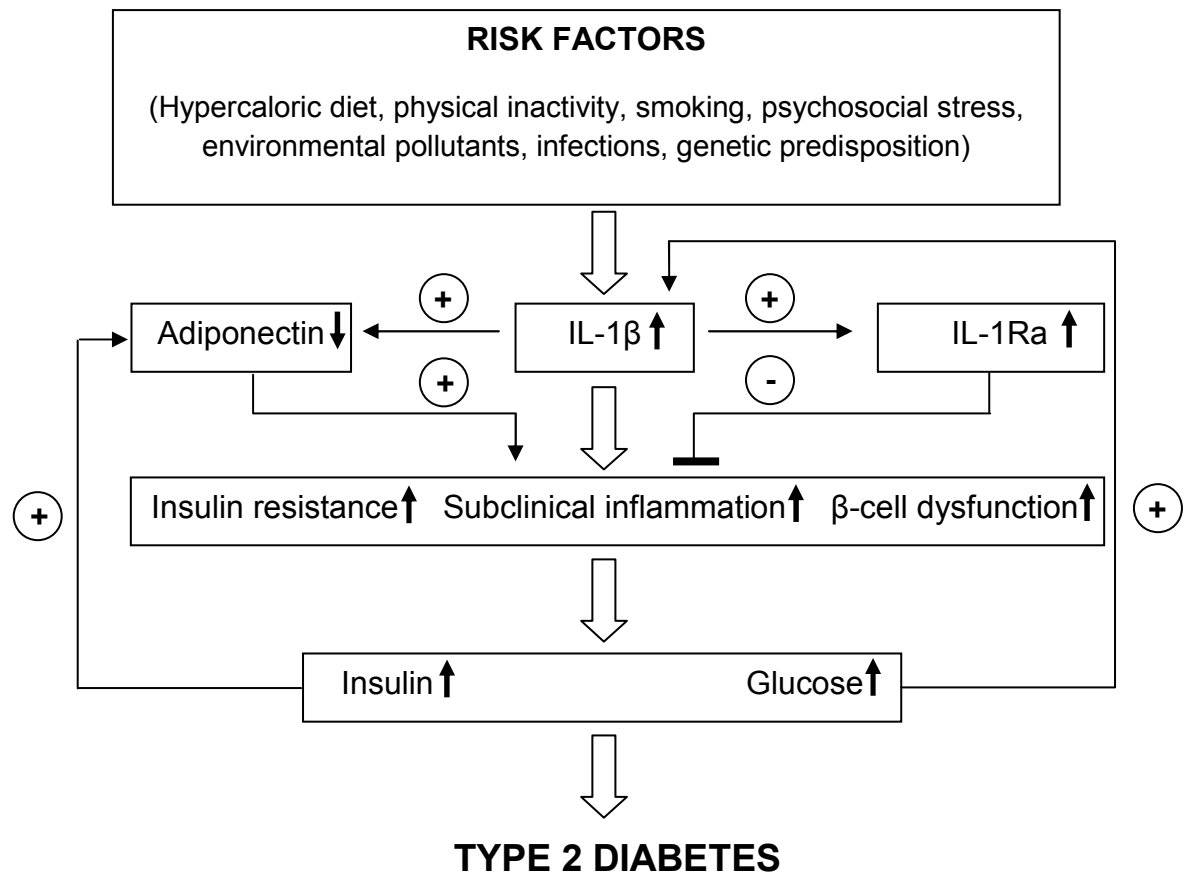 RISK FACTORS
(Hypercaloric diet, physical inactivity, smoking, psychosocial stress,
environmental pollutants, infections, genetic predisposition)
+ +
Adiponectin IL-1β IL-1Ra
+ -
Insulin resistance Subclinical inflammation β-cell dysfunction
+ +
Insulin Glucose
TYPE 2 DIABETES